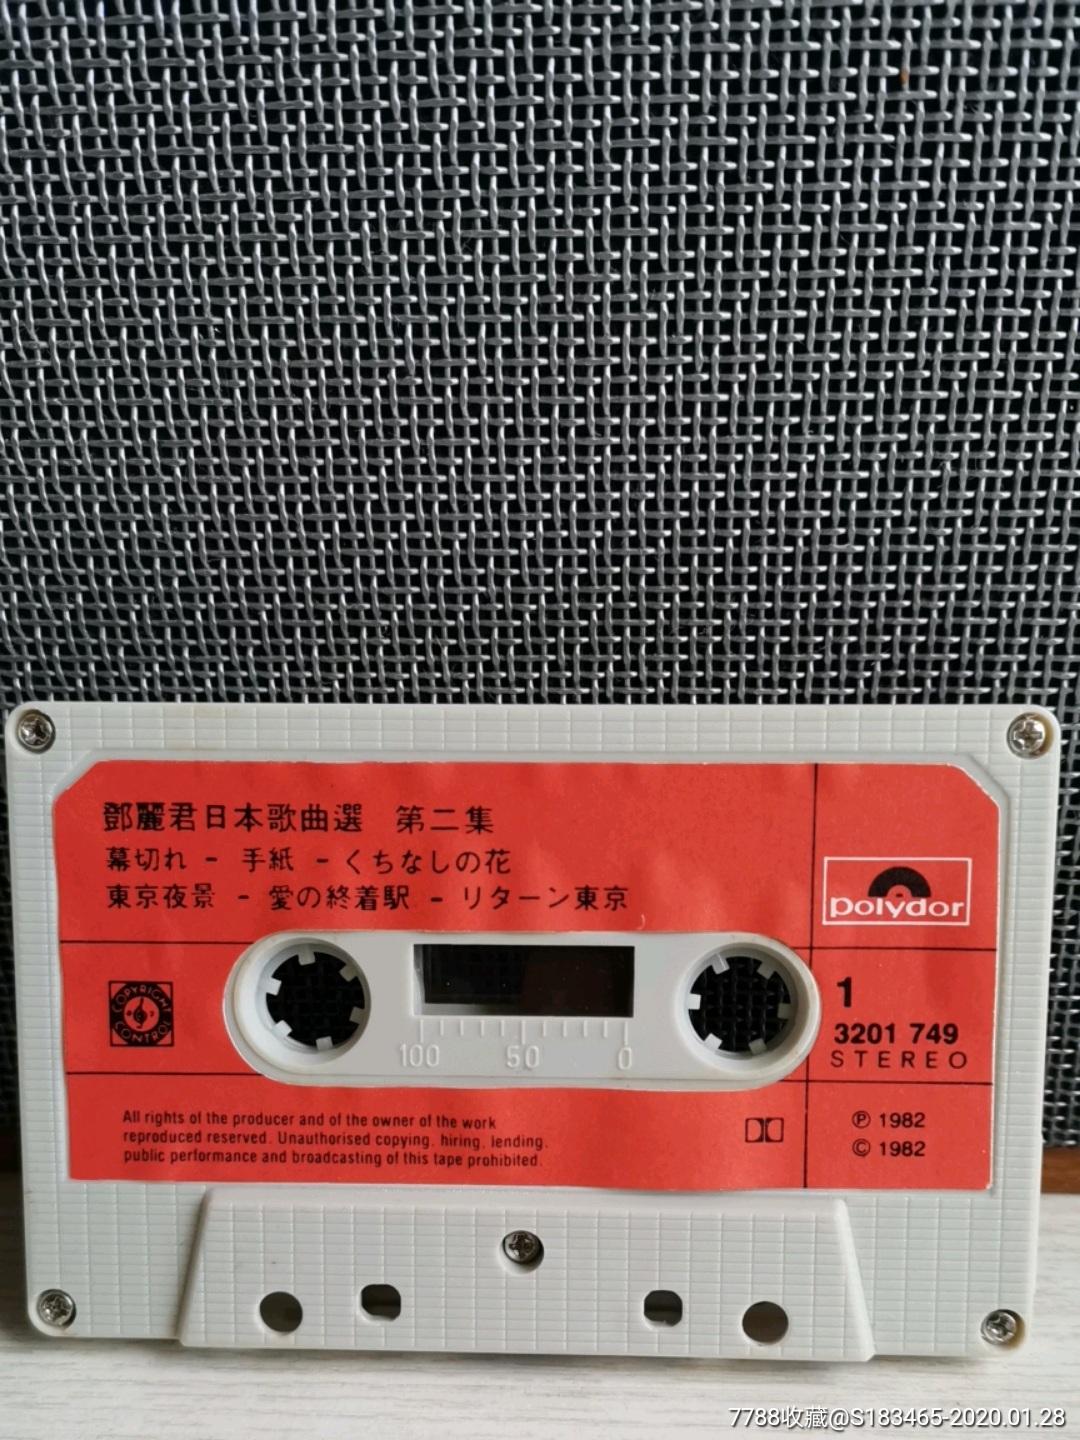 鄧麗君日本歌曲選 第二集
幕切れ - 手紙 - くちなしの花
東京夜景 - 愛の終着駅 - リターン東京
polydor
COPYRIGHT
CONTROL
100 50 0
1
3201 749
STEREO
All rights of the producer and of the owner of the work
reproduced reserved. Unauthorised copying, hiring, lending,
public performance and broadcasting of this tape prohibited.
Ⓟ 1982
© 1982
7788收藏@S183465-2020.01.28